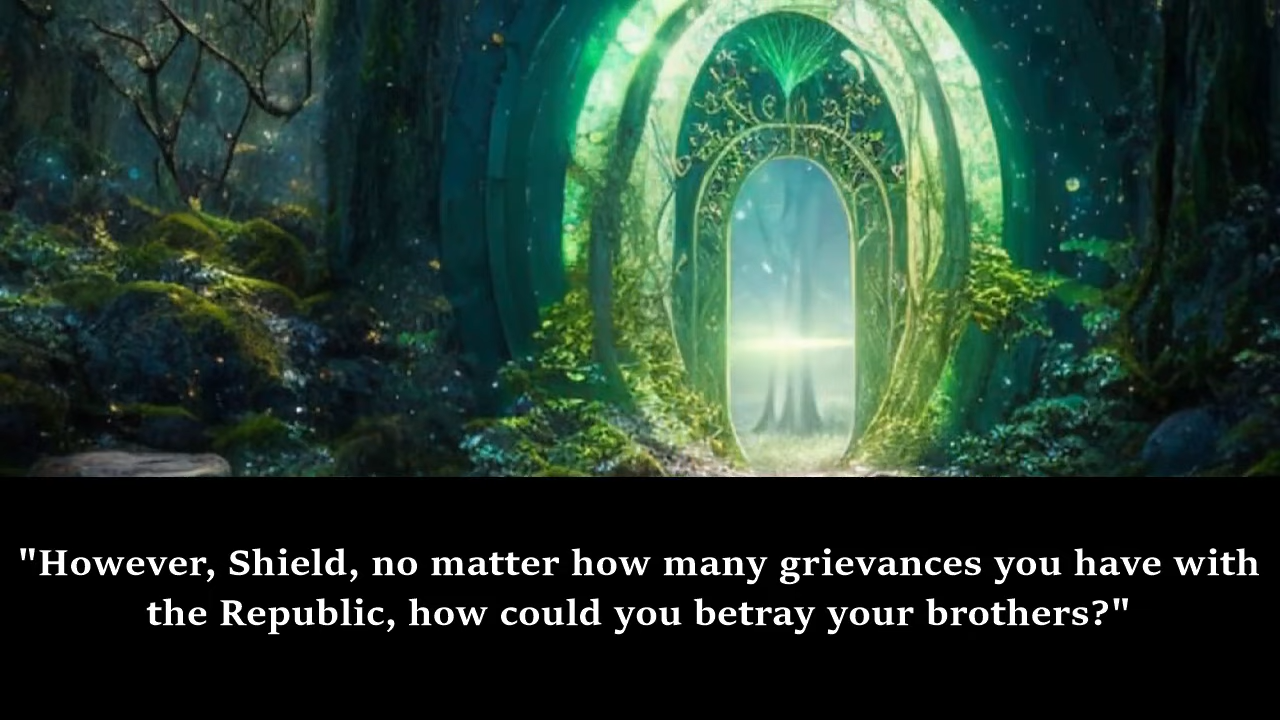 "However, Shield, no matter how many grievances you have with
the Republic, how could you betray your brothers?"